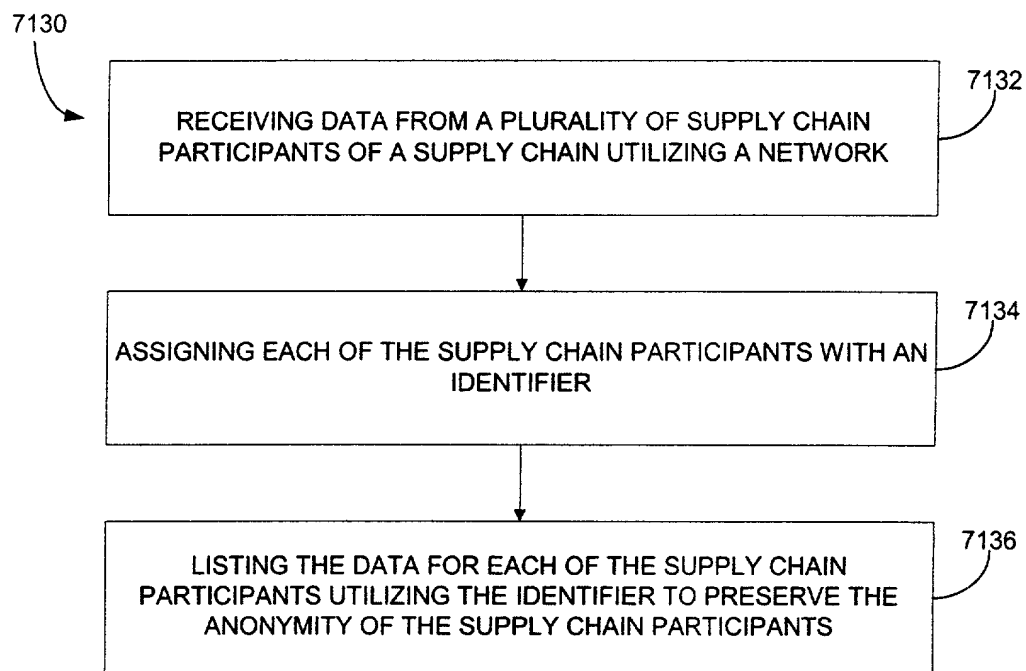 7130
7132
RECEIVING DATA FROM A PLURALITY OF SUPPLY CHAIN
PARTICIPANTS OF A SUPPLY CHAIN UTILIZING A NETWORK
7134
ASSIGNING EACH OF THE SUPPLY CHAIN PARTICIPANTS WITH AN
IDENTIFIER
7136
LISTING THE DATA FOR EACH OF THE SUPPLY CHAIN
PARTICIPANTS UTILIZING THE IDENTIFIER TO PRESERVE THE
ANONYMITY OF THE SUPPLY CHAIN PARTICIPANTS